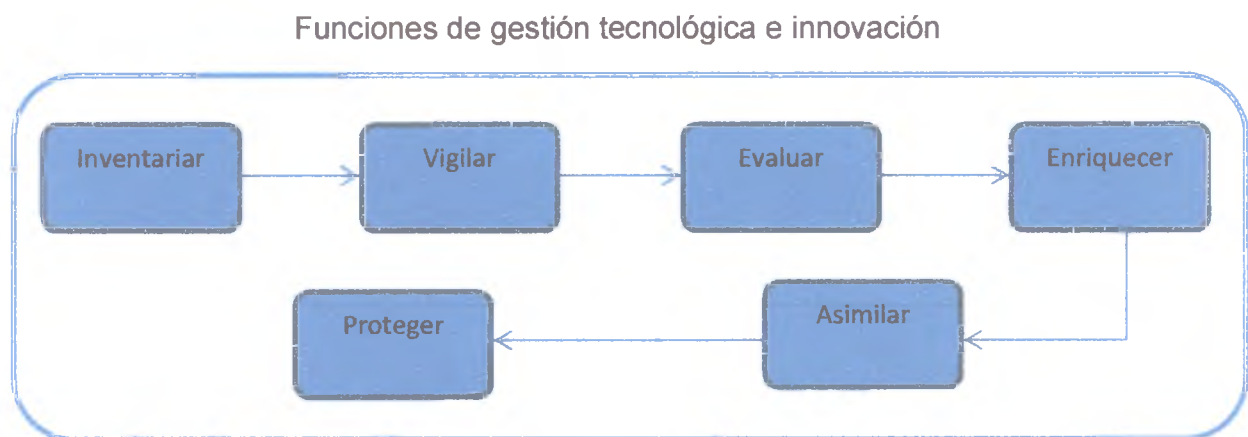 Funciones de gestión tecnológica e innovación
Inventariar
Vigilar
Evaluar
Enriquecer
Asimilar
Proteger